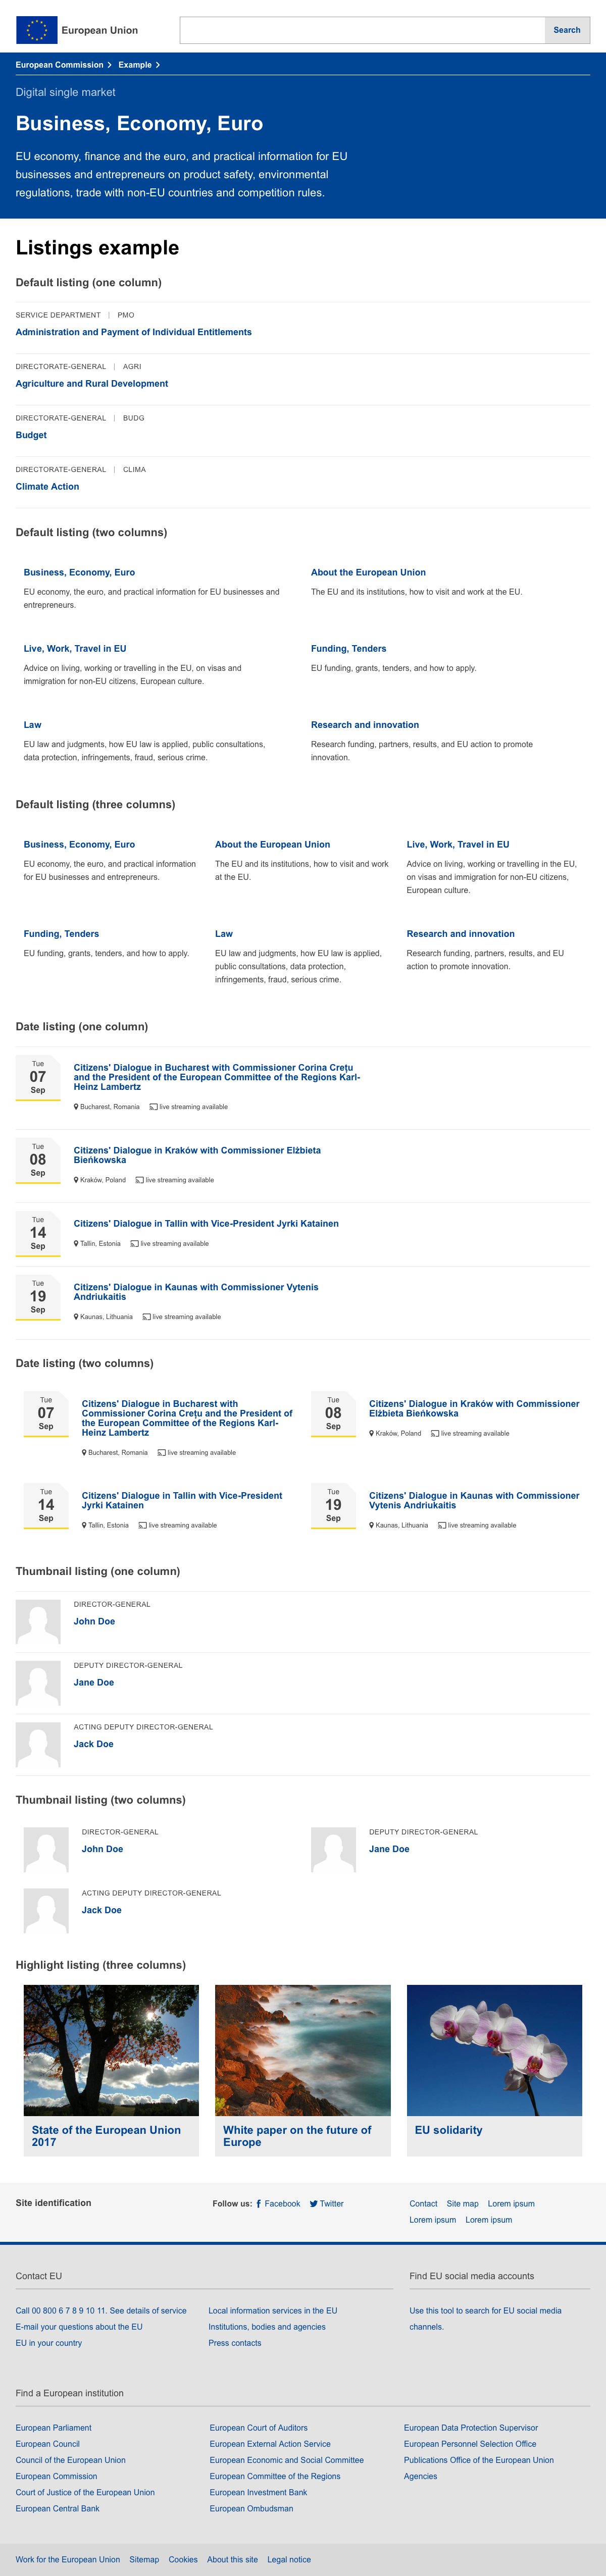 European Union
Search
European Commission
Example
Digital single market
Business, Economy, Euro
EU economy, finance and the euro, and practical information for EU
businesses and entrepreneurs on product safety, environmental
regulations, trade with non-EU countries and competition rules.
Listings example
Default listing (one column)
SERVICE DEPARTMENT | PMO
Administration and Payment of Individual Entitlements
DIRECTORATE-GENERAL | AGRI
Agriculture and Rural Development
DIRECTORATE-GENERAL | BUDG
Budget
DIRECTORATE-GENERAL | CLIMA
Climate Action
Default listing (two columns)
Business, Economy, Euro
EU economy, the euro, and practical information for EU businesses and
entrepreneurs.
About the European Union
The EU and its institutions, how to visit and work at the EU.
Live, Work, Travel in EU
Advice on living, working or travelling in the EU, on visas and
immigration for non-EU citizens, European culture.
Funding, Tenders
EU funding, grants, tenders, and how to apply.
Law
EU law and judgments, how EU law is applied, public consultations,
data protection, infringements, fraud, serious crime.
Research and innovation
Research funding, partners, results, and EU action to promote
innovation.
Default listing (three columns)
Business, Economy, Euro
EU economy, the euro, and practical information
for EU businesses and entrepreneurs.
About the European Union
The EU and its institutions, how to visit and work
at the EU.
Live, Work, Travel in EU
Advice on living, working or travelling in the EU,
on visas and immigration for non-EU citizens,
European culture.
Funding, Tenders
EU funding, grants, tenders, and how to apply.
Law
EU law and judgments, how EU law is applied,
public consultations, data protection,
infringements, fraud, serious crime.
Research and innovation
Research funding, partners, results, and EU
action to promote innovation.
Date listing (one column)
Tue
07
Sep
Citizens' Dialogue in Bucharest with Commissioner Corina Crețu
and the President of the European Committee of the Regions Karl-
Heinz Lambertz
Bucharest, Romania live streaming available
Tue
08
Sep
Citizens' Dialogue in Kraków with Commissioner Elżbieta
Bieńkowska
Kraków, Poland live streaming available
Tue
14
Sep
Citizens' Dialogue in Tallin with Vice-President Jyrki Katainen
Tallin, Estonia live streaming available
Tue
19
Sep
Citizens' Dialogue in Kaunas with Commissioner Vytenis
Andriukaitis
Kaunas, Lithuania live streaming available
Date listing (two columns)
Tue
07
Sep
Citizens' Dialogue in Bucharest with
Commissioner Corina Crețu and the President of
the European Committee of the Regions Karl-
Heinz Lambertz
Bucharest, Romania live streaming available
Tue
08
Sep
Citizens' Dialogue in Kraków with Commissioner
Elżbieta Bieńkowska
Kraków, Poland live streaming available
Tue
14
Sep
Citizens' Dialogue in Tallin with Vice-President
Jyrki Katainen
Tallin, Estonia live streaming available
Tue
19
Sep
Citizens' Dialogue in Kaunas with Commissioner
Vytenis Andriukaitis
Kaunas, Lithuania live streaming available
Thumbnail listing (one column)
DIRECTOR-GENERAL
John Doe
DEPUTY DIRECTOR-GENERAL
Jane Doe
ACTING DEPUTY DIRECTOR-GENERAL
Jack Doe
Thumbnail listing (two columns)
DIRECTOR-GENERAL
John Doe
DEPUTY DIRECTOR-GENERAL
Jane Doe
ACTING DEPUTY DIRECTOR-GENERAL
Jack Doe
Highlight listing (three columns)
State of the European Union
2017
White paper on the future of
Europe
EU solidarity
Site identification
Follow us: Facebook Twitter
Contact Site map Lorem ipsum
Lorem ipsum Lorem ipsum
Contact EU
Call 00 800 6 7 8 9 10 11. See details of service
E-mail your questions about the EU
EU in your country
Local information services in the EU
Institutions, bodies and agencies
Press contacts
Find EU social media accounts
Use this tool to search for EU social media
channels.
Find a European institution
European Parliament
European Council
Council of the European Union
European Commission
Court of Justice of the European Union
European Central Bank
European Court of Auditors
European External Action Service
European Economic and Social Committee
European Committee of the Regions
European Investment Bank
European Ombudsman
European Data Protection Supervisor
European Personnel Selection Office
Publications Office of the European Union
Agencies
Work for the European Union Sitemap Cookies About this site Legal notice